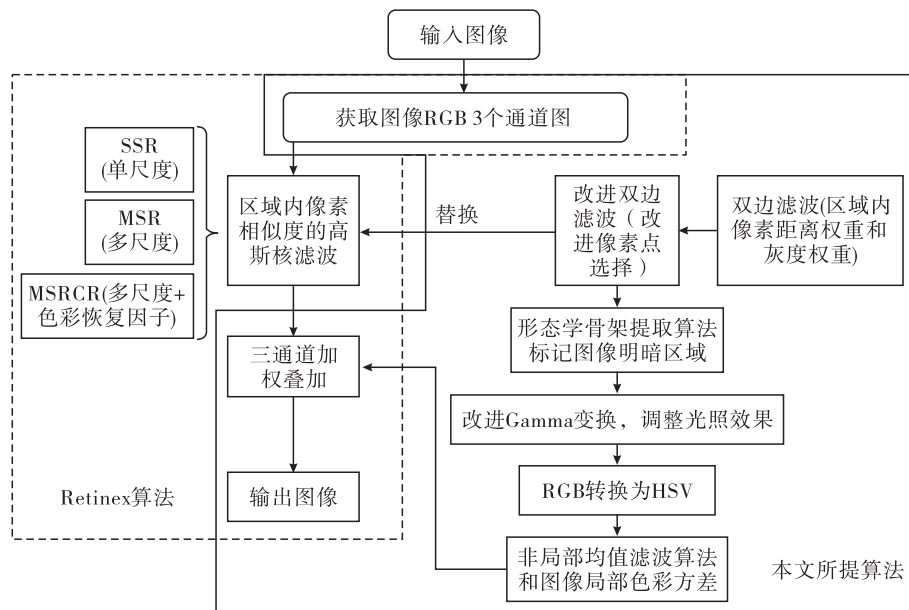 输入图像
获取图像RGB 3个通道图
SSR
(单尺度)
MSR
(多尺度)
MSRCR(多尺度+
色彩恢复因子)
区域内像素
相似度的高
斯核滤波
替换
改进双边
滤波（改
进像素点
选择）
双边滤波(区域内
像素距离权重和
灰度权重)
形态学骨架提取算法
标记图像明暗区域
三通道加
权叠加
改进Gamma变换，调整光照效果
RGB转换为HSV
输出图像
Retinex算法
非局部均值滤波算法
和图像局部色彩方差
本文所提算法